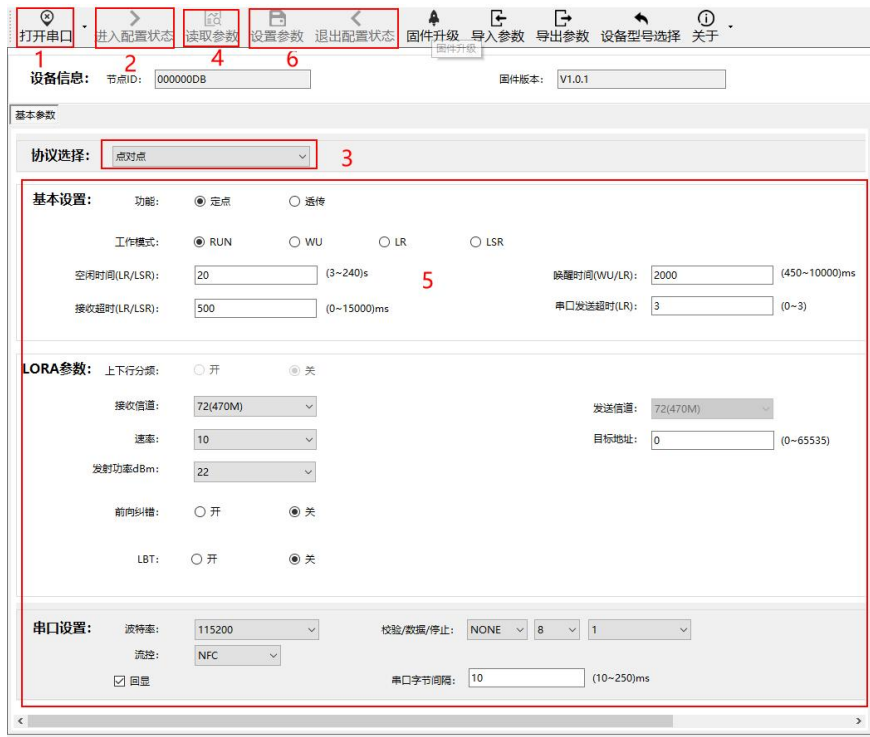 打开串口 进入配置状态 读取参数 设置参数 退出配置状态 固件升级 导入参数 导出参数 设备型号选择 关于
1 2 4 6 固件升级
设备信息： 节点ID： 000000DB 固件版本： V1.0.1
基本参数
协议选择： 点对点 3
基本设置： 功能： 定点 透传
工作模式： RUN WU LR LSR
空闲时间(LR/LSR)： 20 (3~240)s 5 唤醒时间(WU/LR)： 2000 (450~10000)ms
接收超时(LR/LSR)： 500 (0~15000)ms 串口发送超时(LR)： 3 (0~3)
LORA参数： 上下行分频： 开 关
接收信道： 72(470M) 发送信道： 72(470M)
速率： 10 目标地址： 0 (0~65535)
发射功率dBm： 22
前向纠错： 开 关
LBT： 开 关
串口设置： 波特率： 115200 校验/数据/停止： NONE 8 1
流控： NFC
回显 串口字节间隔： 10 (10~250)ms